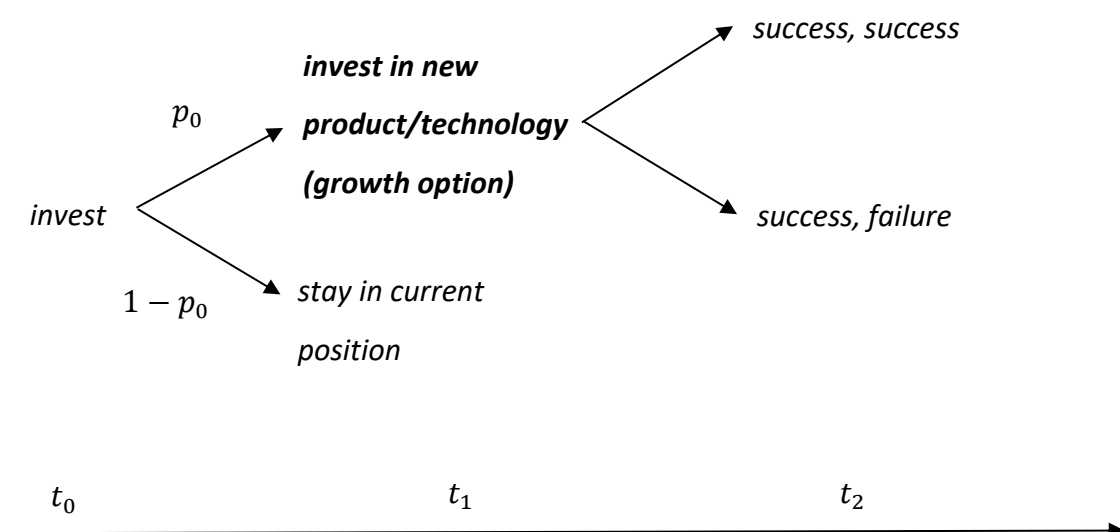 success, success
invest in new
product/technology
(growth option)
p₀
invest
success, failure
1 − p₀
stay in current
position
t₀
t₁
t₂